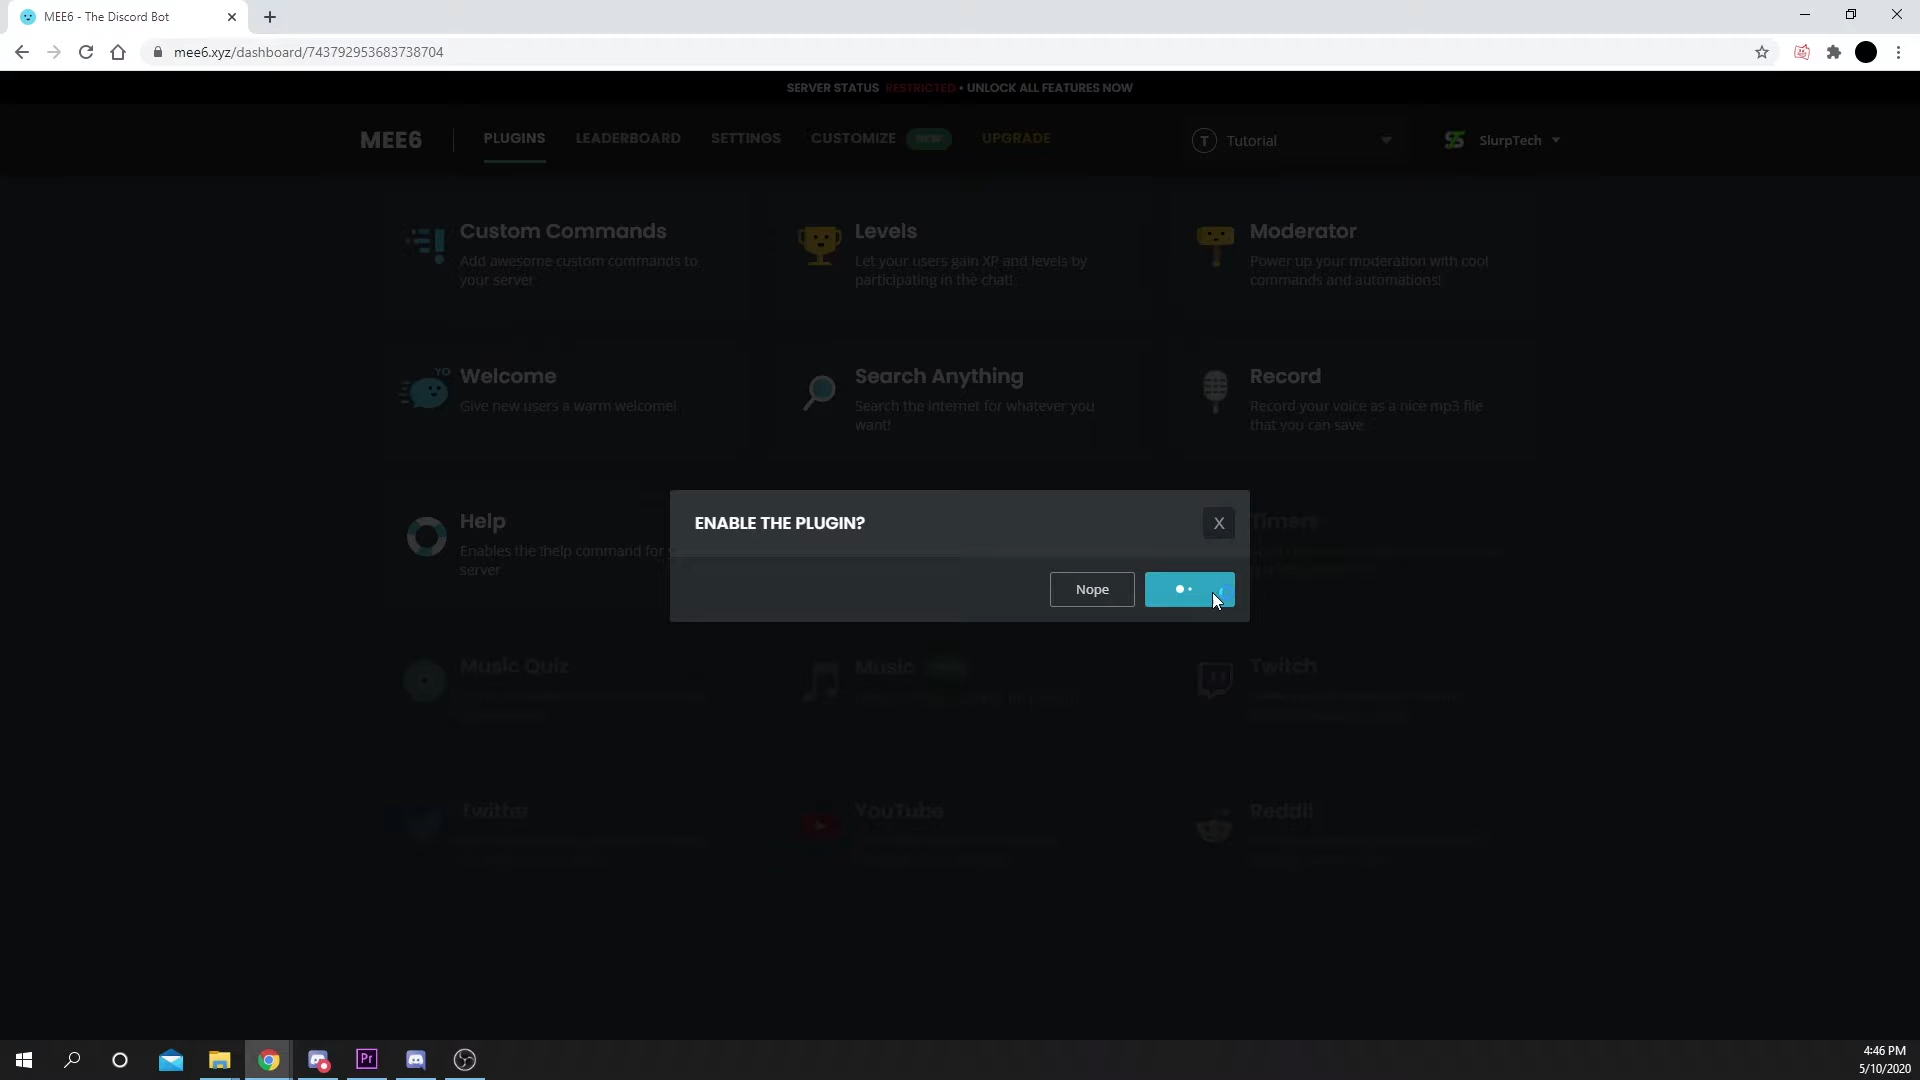 MEE6 - The Discord Bot
mee6.xyz/dashboard/743792953683738704
SERVER STATUS RESTRICTED • UNLOCK ALL FEATURES NOW
MEE6
PLUGINS
LEADERBOARD
SETTINGS
CUSTOMIZE
NEW
UPGRADE
T
Tutorial
SlurpTech
Custom Commands
Add awesome custom commands to
your server
Levels
Let your users gain XP and levels by
participating in the chat!
Moderator
Power up your moderation with cool
commands and automations!
YO
Welcome
Give new users a warm welcome!
Search Anything
Search the internet for whatever you
want!
Record
Record your voice as a nice mp3 file
that you can save
Help
Enables the !help command for
server
Timers
ENABLE THE PLUGIN?
X
Nope
Music Quiz
Music
Twitch
Twitter
YouTube
Reddit
Pr
4:46 PM
5/10/2020